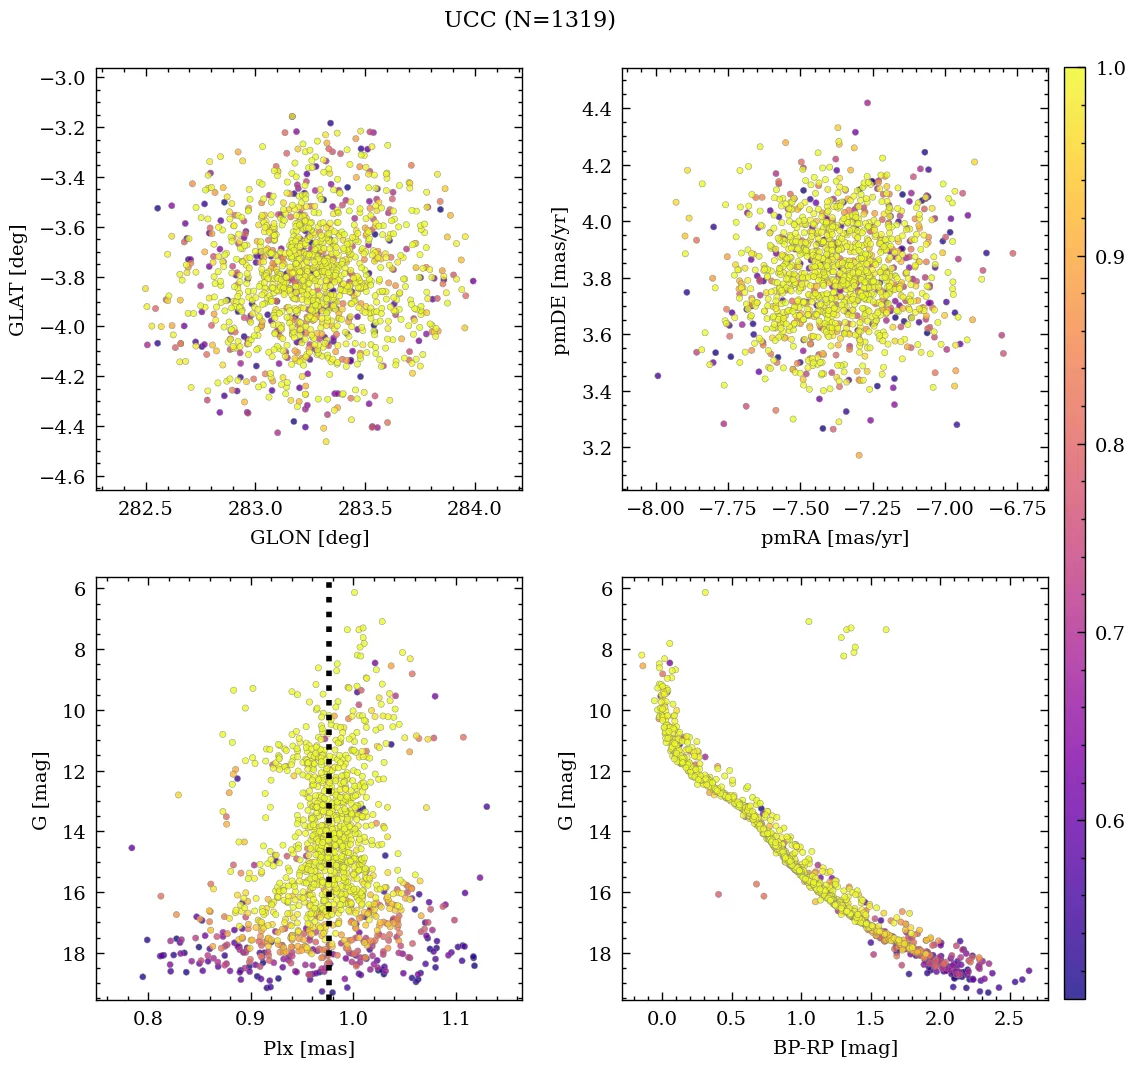 UCC (N=1319)
−3.0
−3.2
−3.4
−3.6
−3.8
−4.0
−4.2
−4.4
−4.6
GLAT [deg]
282.5 283.0 283.5 284.0
GLON [deg]
4.4
4.2
4.0
3.8
3.6
3.4
3.2
pmDE [mas/yr]
−8.00 −7.75 −7.50 −7.25 −7.00 −6.75
pmRA [mas/yr]
1.0
0.9
0.8
0.7
0.6
6
8
10
12
14
16
18
G [mag]
0.8 0.9 1.0 1.1
Plx [mas]
6
8
10
12
14
16
18
G [mag]
0.0 0.5 1.0 1.5 2.0 2.5
BP-RP [mag]